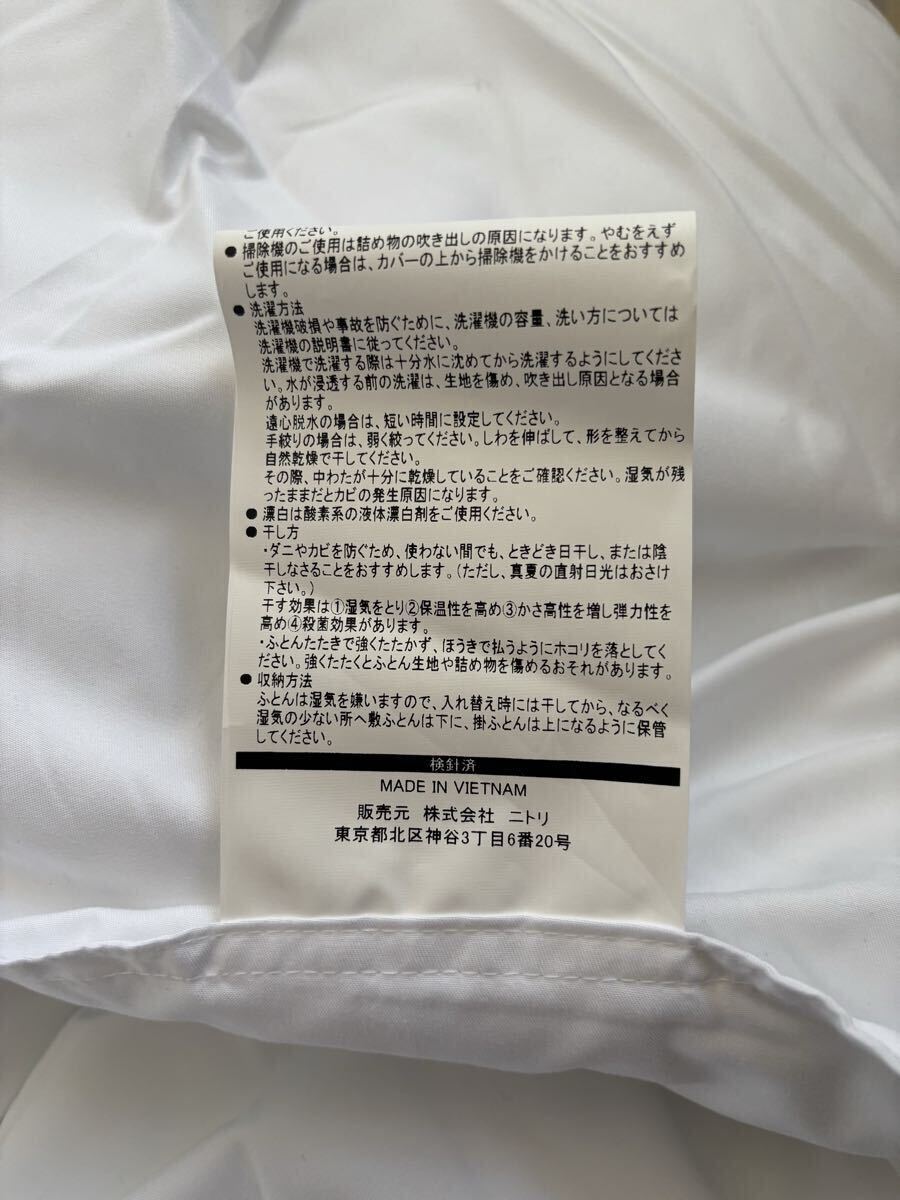 ご使用ください。
● 掃除機のご使用は詰め物の吹き出しの原因になります。やむをえず
ご使用になる場合は、カバーの上から掃除機をかけることをおすすめ
します。
● 洗濯方法
洗濯機破損や事故を防ぐために、洗濯機の容量、洗い方については
洗濯機の説明書に従ってください。
洗濯機で洗濯する際は十分水に沈めてから洗濯するようにしてくださ
い。水が浸透する前の洗濯は、生地を傷め、吹き出し原因となる場合
があります。
遠心脱水の場合は、短い時間に設定してください。
手絞りの場合は、弱く絞ってください。しわを伸ばして、形を整えてから
自然乾燥で干してください。
その際、中わたが十分に乾燥していることをご確認ください。湿気が残
ったままだとカビの発生原因になります。
● 漂白は酸素系の液体漂白剤をご使用ください。
● 干し方
・ダニやカビを防ぐため、使わない間でも、ときどき日干し、または陰
干しなさることをおすすめします。(ただし、真夏の直射日光はおさけ
下さい。)
干す効果は①湿気をとり②保温性を高め③かさ高性を増し弾力性を
高め④殺菌効果があります。
・ふとんたたきで強くたたかず、ほうきで払うようにホコリを落としてく
ださい。強くたたくとふとん生地や詰め物を傷めるおそれがあります。
● 収納方法
ふとんは湿気を嫌いますので、入れ替え時には干してから、なるべく
湿気の少ない所へ敷ふとんは下に、掛ふとんは上になるように保管
してください。
検針済
MADE IN VIETNAM
販売元 株式会社 ニトリ
東京都北区神谷3丁目6番20号